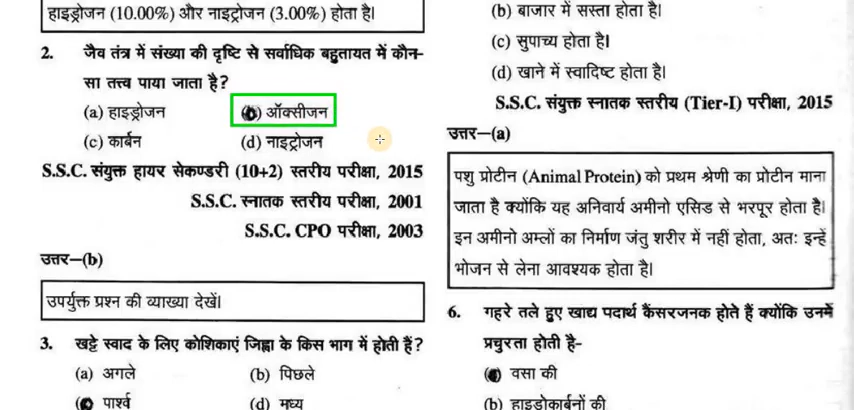 हाइड्रोजन (10.00%) और नाइट्रोजन (3.00%) होता है।
2. जैव तंत्र में संख्या की दृष्टि से सर्वाधिक बहुतायत में कौन-
सा तत्त्व पाया जाता है?
(a) हाइड्रोजन (b) ऑक्सीजन
(c) कार्बन (d) नाइट्रोजन
S.S.C. संयुक्त हायर सेकण्डरी (10+2) स्तरीय परीक्षा, 2015
S.S.C. स्नातक स्तरीय परीक्षा, 2001
S.S.C. CPO परीक्षा, 2003
उत्तर—(b)
उपर्युक्त प्रश्न की व्याख्या देखें।
3. खट्टे स्वाद के लिए कोशिकाएं जिह्वा के किस भाग में होती हैं?
(a) अगले (b) पिछले
(c) पार्श्व (d) मध्य
(b) बाजार में सस्ता होता है।
(c) सुपाच्य होता है।
(d) खाने में स्वादिष्ट होता है।
S.S.C. संयुक्त स्नातक स्तरीय (Tier-I) परीक्षा, 2015
उत्तर—(a)
पशु प्रोटीन (Animal Protein) को प्रथम श्रेणी का प्रोटीन माना
जाता है क्योंकि यह अनिवार्य अमीनो एसिड से भरपूर होता है।
इन अमीनो अम्लों का निर्माण जंतु शरीर में नहीं होता, अतः इन्हें
भोजन से लेना आवश्यक होता है।
6. गहरे तले हुए खाद्य पदार्थ कैंसरजनक होते हैं क्योंकि उनमें
प्रचुरता होती है-
(a) वसा की
(b) हाइड्रोकार्बनों की